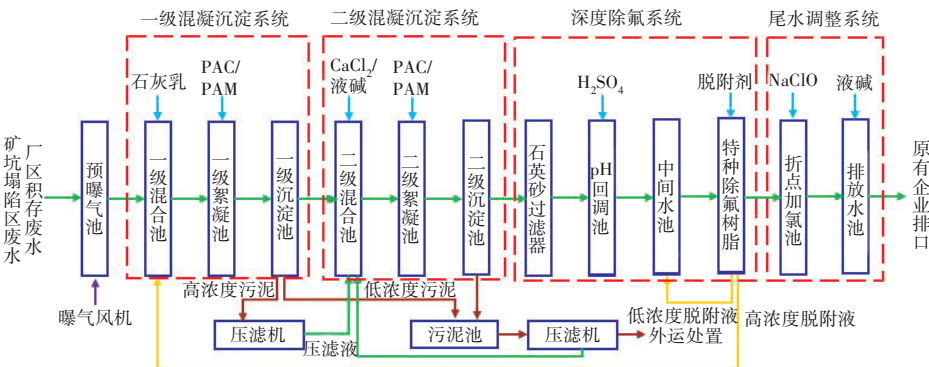 一级混凝沉淀系统
二级混凝沉淀系统
深度除氟系统
尾水调整系统
石灰乳
PAC/
PAM
CaCl2/
液碱
PAC/
PAM
H2SO4
脱附剂
NaClO
液碱
矿坑塌陷区废水
厂区积存废水
预曝气池
一级混合池
一级絮凝池
一级沉淀池
二级混合池
二级絮凝池
二级沉淀池
石英砂过滤器
pH回调池
中间水池
特种除氟树脂
折点加氯池
排放水池
原有企业排口
曝气风机
高浓度污泥
低浓度污泥
压滤机
压滤液
污泥池
压滤机
低浓度脱附液
外运处置
高浓度脱附液